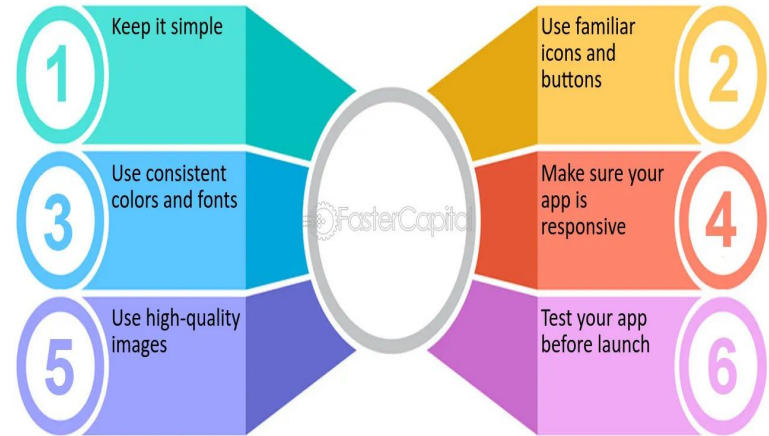 1
Keep it simple
2
Use familiar
icons and
buttons
3
Use consistent
colors and fonts
4
Make sure your
app is
responsive
FasterCapital
5
Use high-quality
images
6
Test your app
before launch